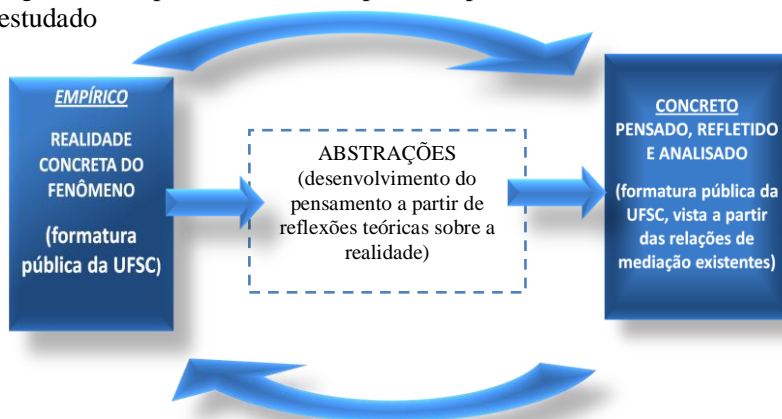 estudado
EMPÍRICO
REALIDADE
CONCRETA DO
FENÔMENO
(formatura
pública da UFSC)
ABSTRAÇÕES
(desenvolvimento do
pensamento a partir de
reflexões teóricas sobre a
realidade)
CONCRETO
PENSADO, REFLETIDO
E ANALISADO
(formatura pública da
UFSC, vista a partir
das relações de
mediação existentes)